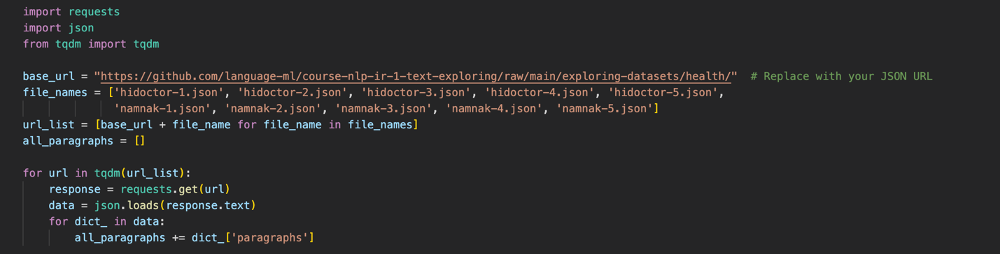 import requests
import json
from tqdm import tqdm
base_url = "https://github.com/language-ml/course-nlp-ir-1-text-exploring/raw/main/exploring-datasets/health/"  # Replace with your JSON URL
file_names = ['hidoctor-1.json', 'hidoctor-2.json', 'hidoctor-3.json', 'hidoctor-4.json', 'hidoctor-5.json',
              'namnak-1.json', 'namnak-2.json', 'namnak-3.json', 'namnak-4.json', 'namnak-5.json']
url_list = [base_url + file_name for file_name in file_names]
all_paragraphs = []
for url in tqdm(url_list):
    response = requests.get(url)
    data = json.loads(response.text)
    for dict_ in data:
        all_paragraphs += dict_['paragraphs']